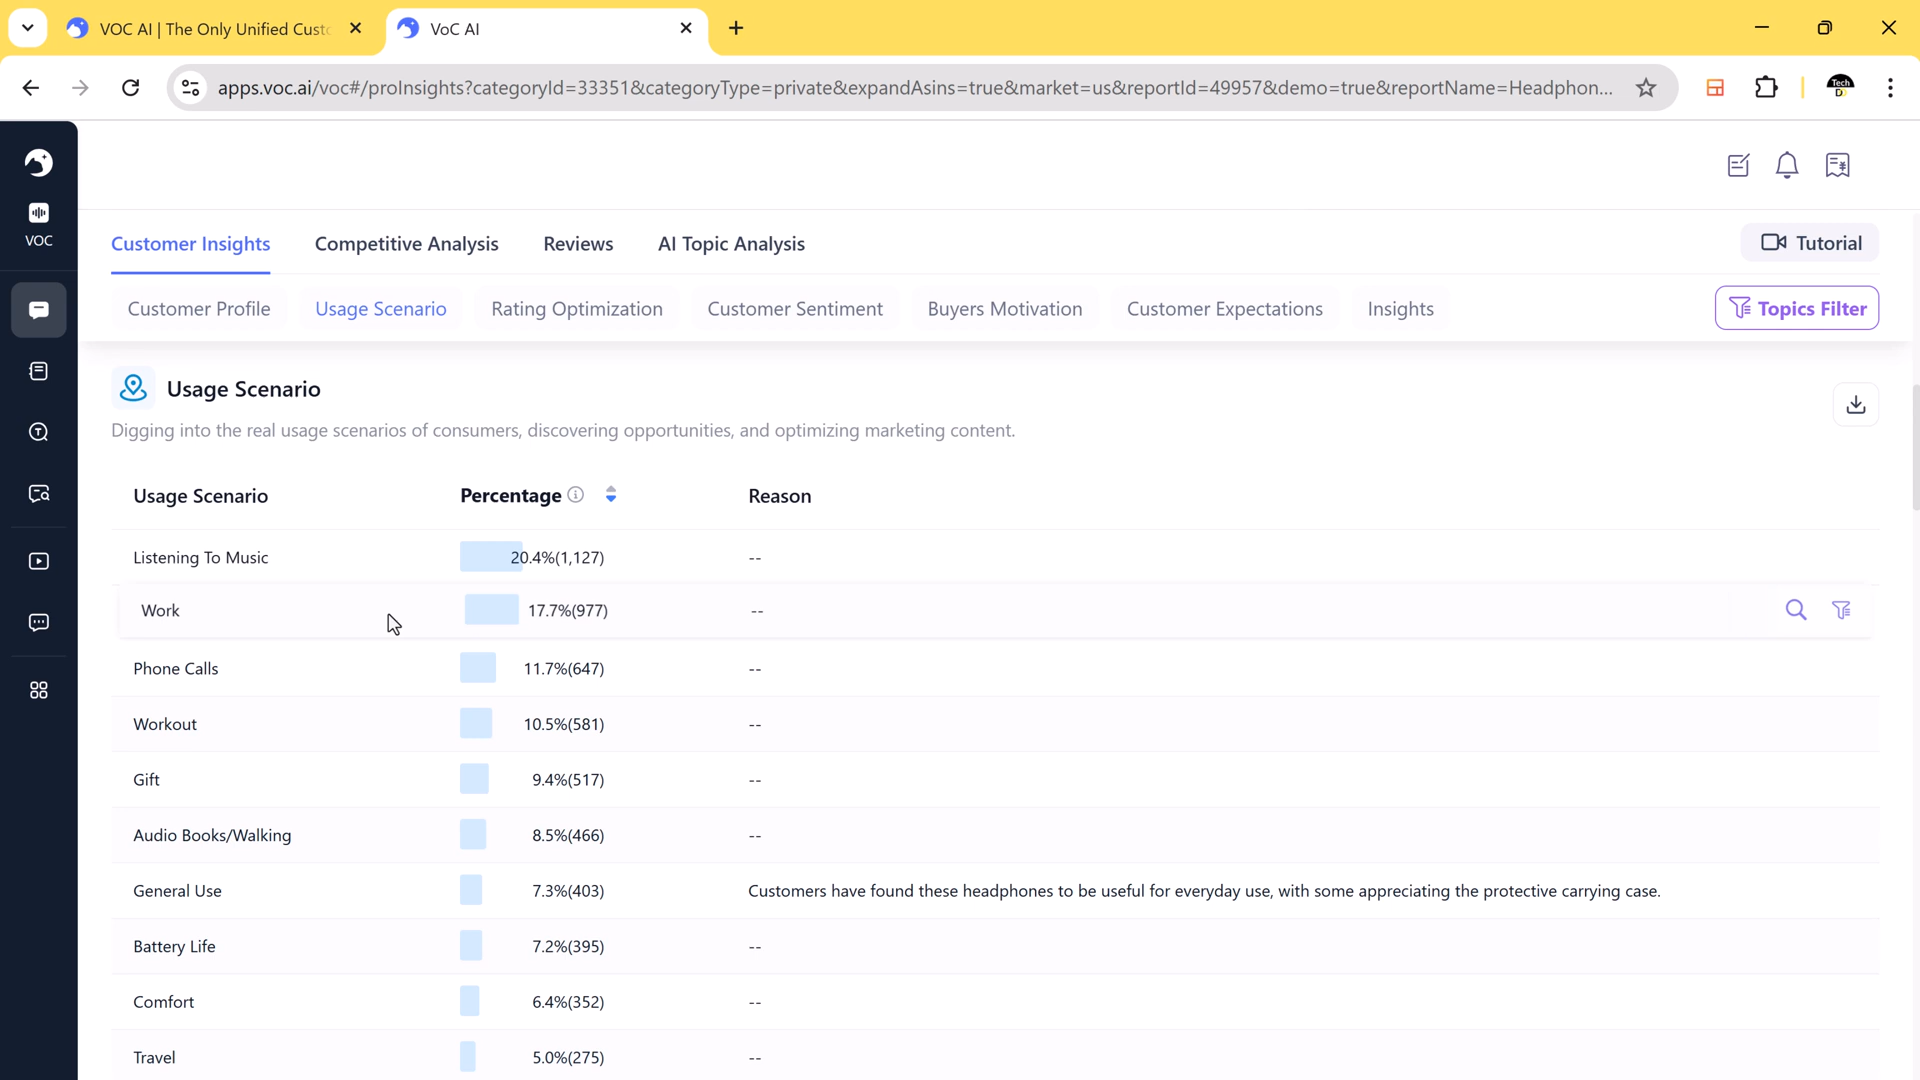 VOC AI | The Only Unified Custo
VoC AI
apps.voc.ai/voc#/proInsights?categoryId=33351&categoryType=private&expandAsins=true&market=us&reportId=49957&demo=true&reportName=Headphon...
Tech
D
VOC
Customer Insights
Competitive Analysis
Reviews
AI Topic Analysis
Tutorial
Customer Profile
Usage Scenario
Rating Optimization
Customer Sentiment
Buyers Motivation
Customer Expectations
Insights
Topics Filter
Usage Scenario
Digging into the real usage scenarios of consumers, discovering opportunities, and optimizing marketing content.
Usage Scenario Percentage Reason
Listening To Music 20.4%(1,127) --
Work 17.7%(977) --
Phone Calls 11.7%(647) --
Workout 10.5%(581) --
Gift 9.4%(517) --
Audio Books/Walking 8.5%(466) --
General Use 7.3%(403) Customers have found these headphones to be useful for everyday use, with some appreciating the protective carrying case.
Battery Life 7.2%(395) --
Comfort 6.4%(352) --
Travel 5.0%(275) --